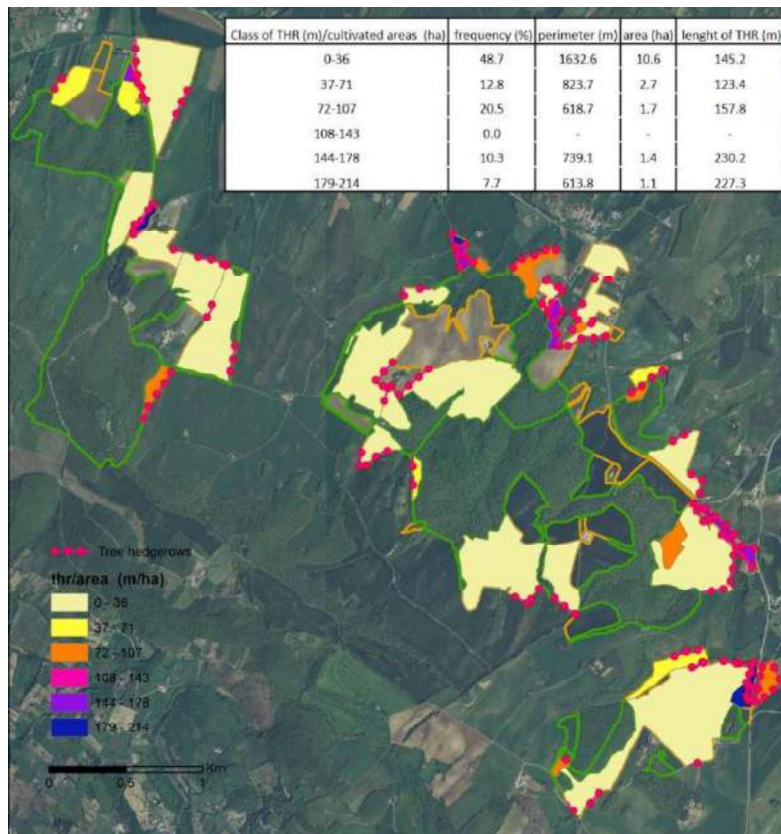 Class of THR (m)/cultivated areas (ha) frequency (%) perimeter (m) area (ha) lenght of THR (m)
0-36 48.7 1632.6 10.6 145.2
37-71 12.8 823.7 2.7 123.4
72-107 20.5 618.7 1.7 157.8
108-143 0.0 - - -
144-178 10.3 739.1 1.4 230.2
179-214 7.7 613.8 1.1 227.3
Tree hedgerows
thr/area (m/ha)
0 - 36
37 - 71
72 - 107
108 - 143
144 - 178
179 - 214
Km
0 0.5 1